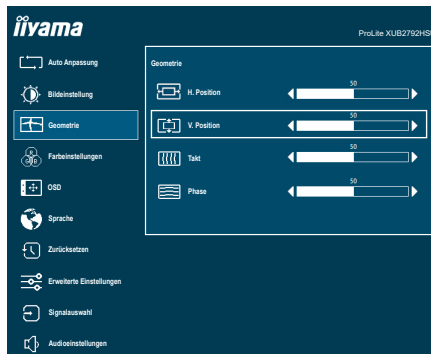 iiyama
ProLite XUB2792HSU
Auto Anpassung
Bildeinstellung
Geometrie
Farbeinstellungen
R
G B
OSD
Sprache
Zurücksetzen
Erweiterte Einstellungen
Signalauswahl
Audioeinstellungen
Geometrie
H. Position
50
V. Position
50
Takt
50
Phase
50